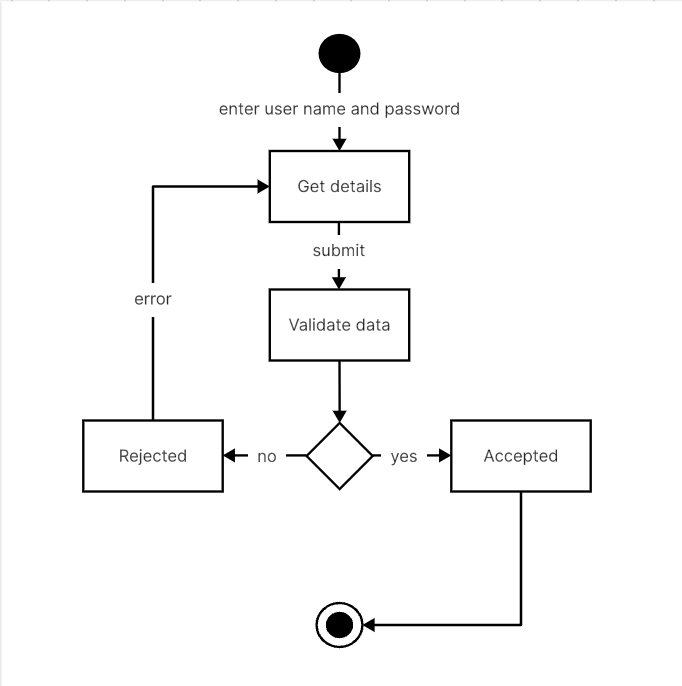 enter user name and password
Get details
submit
error
Validate data
Rejected
no
yes
Accepted